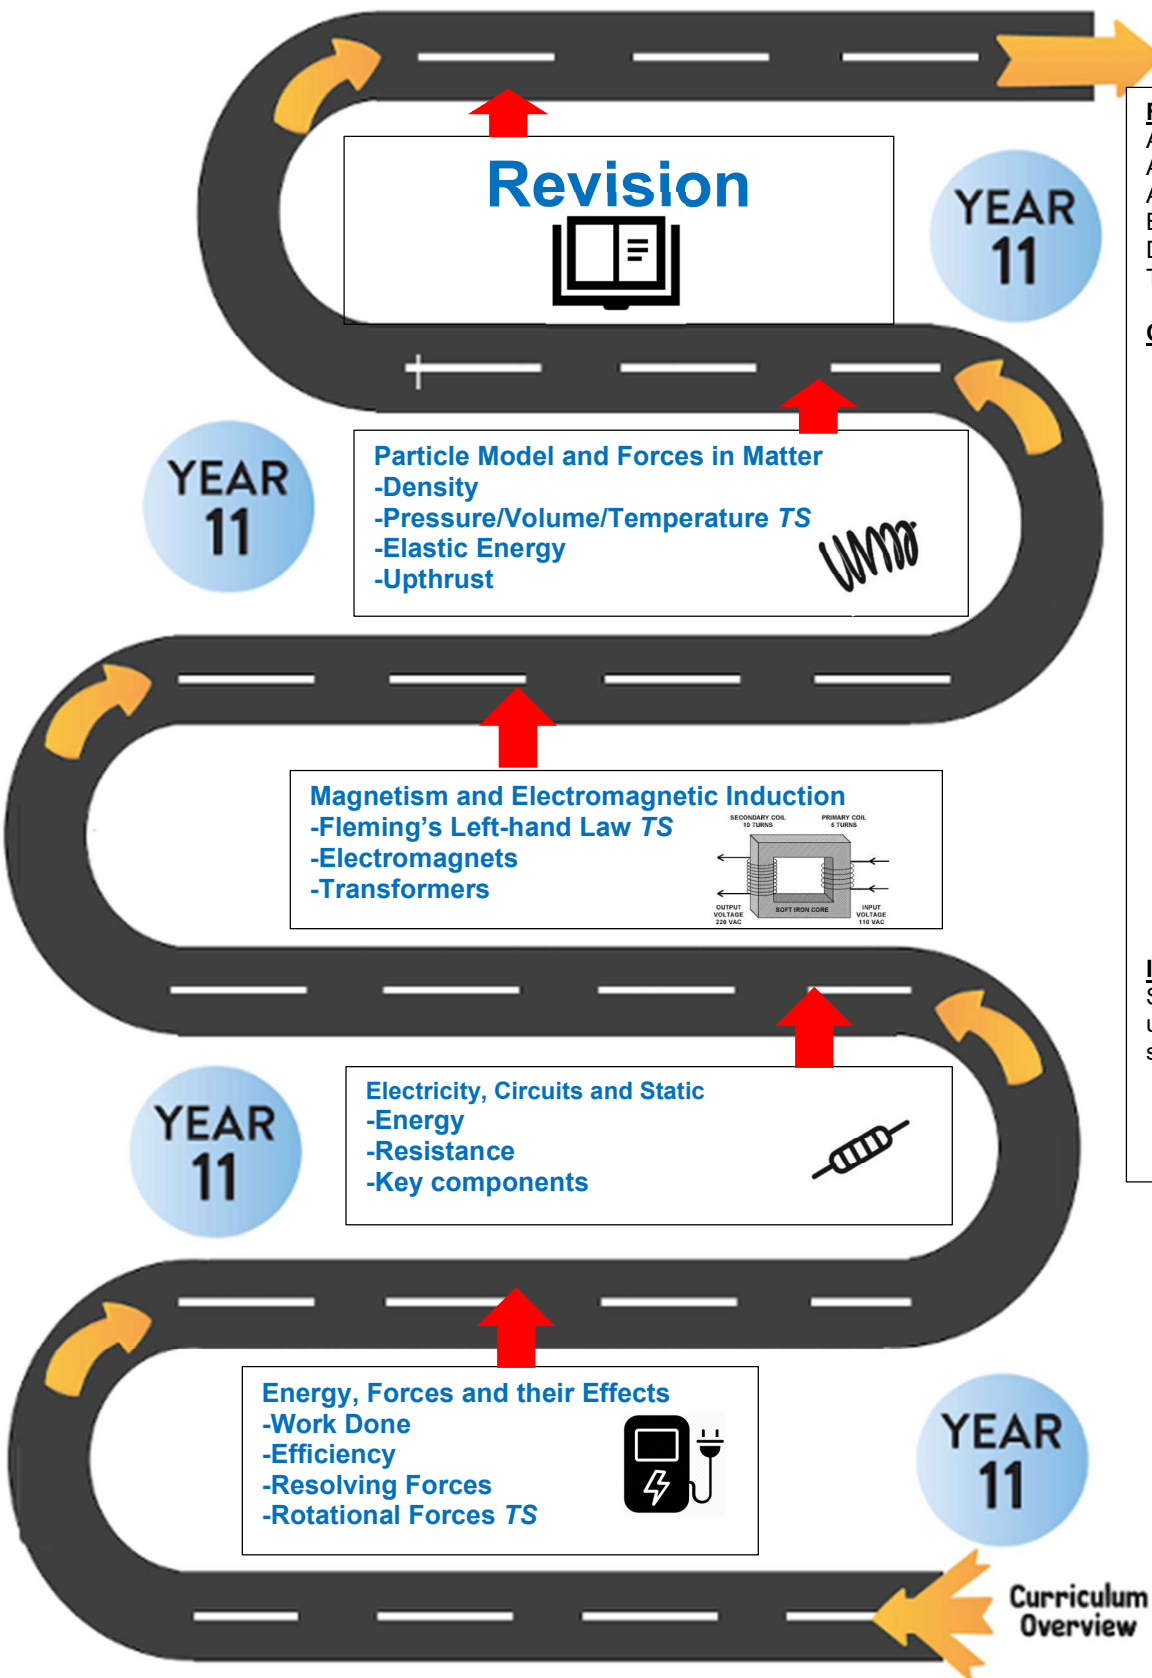 Revision
YEAR
11
Particle Model and Forces in Matter
-Density
-Pressure/Volume/Temperature TS
-Elastic Energy
-Upthrust
YEAR
11
Magnetism and Electromagnetic Induction
-Fleming's Left-hand Law TS
-Electromagnets
-Transformers
SECONDARY COIL
10 TURNS
PRIMARY COIL
5 TURNS
OUTPUT
VOLTAGE
220 VAC
SOFT IRON CORE
INPUT
VOLTAGE
110 VAC
Electricity, Circuits and Static
-Energy
-Resistance
-Key components
YEAR
11
Energy, Forces and their Effects
-Work Done
-Efficiency
-Resolving Forces
-Rotational Forces TS
YEAR
11
Curriculum
Overview